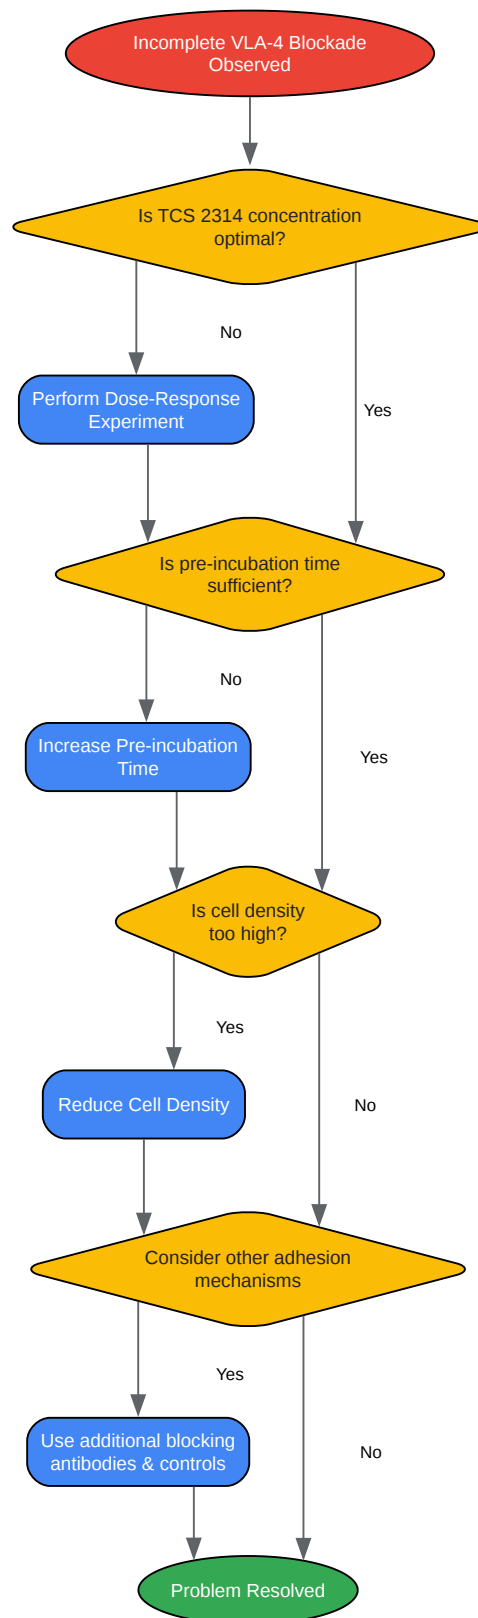 Incomplete VLA-4 Blockade
Observed
Is TCS 2314 concentration
optimal?
No
Perform Dose-Response
Experiment
Yes
Is pre-incubation time
sufficient?
No
Increase Pre-incubation
Time
Yes
Is cell density
too high?
Yes
Reduce Cell Density
No
Consider other adhesion
mechanisms
Yes
Use additional blocking
antibodies & controls
No
Problem Resolved